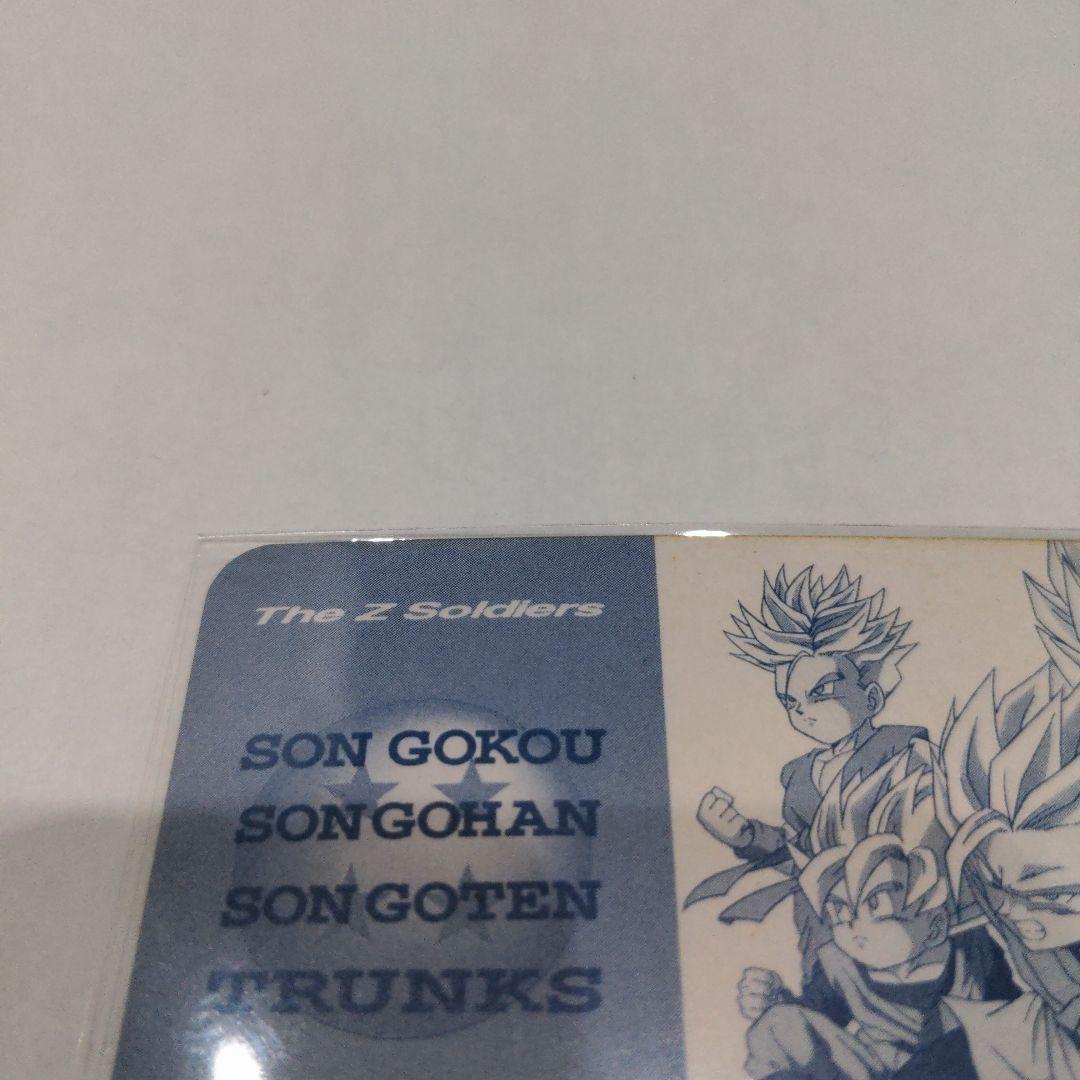 The Z Soldiers
SON GOKOU
SON GOHAN
SON GOTEN
TRUNKS